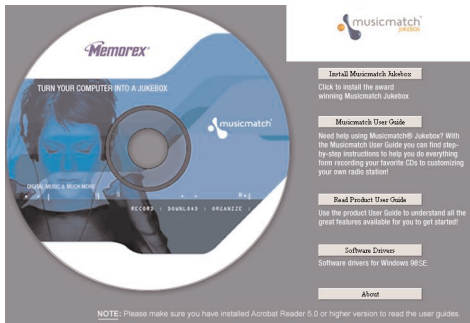 Memorex®
TURN YOUR COMPUTER INTO A JUKEBOX
musicmatch®
DIGITAL MUSIC & MUCH MORE
RECORD : DOWNLOAD : ORGANIZE :
musicmatch®
JUKEBOX
Install Musicmatch Jukebox
Click to install the award
winning Musicmatch Jukebox
Musicmatch User Guide
Need help using Musicmatch® Jukebox? With
the Musicmatch User Guide you can find step-
by-step instructions to help you do everything
form recording your favorite CDs to customizing
your own radio station!
Read Product User Guide
Use the product User Guide to understand all the
great features available for you to get started!
Software Drivers
Software drivers for Windows 98SE
About
NOTE: Please make sure you have installed Acrobat Reader 5.0 or higher version to read the user guides.